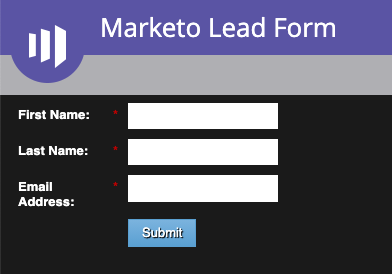 Marketo Lead Form
First Name: *
Last Name: *
Email *
Address:
Submit